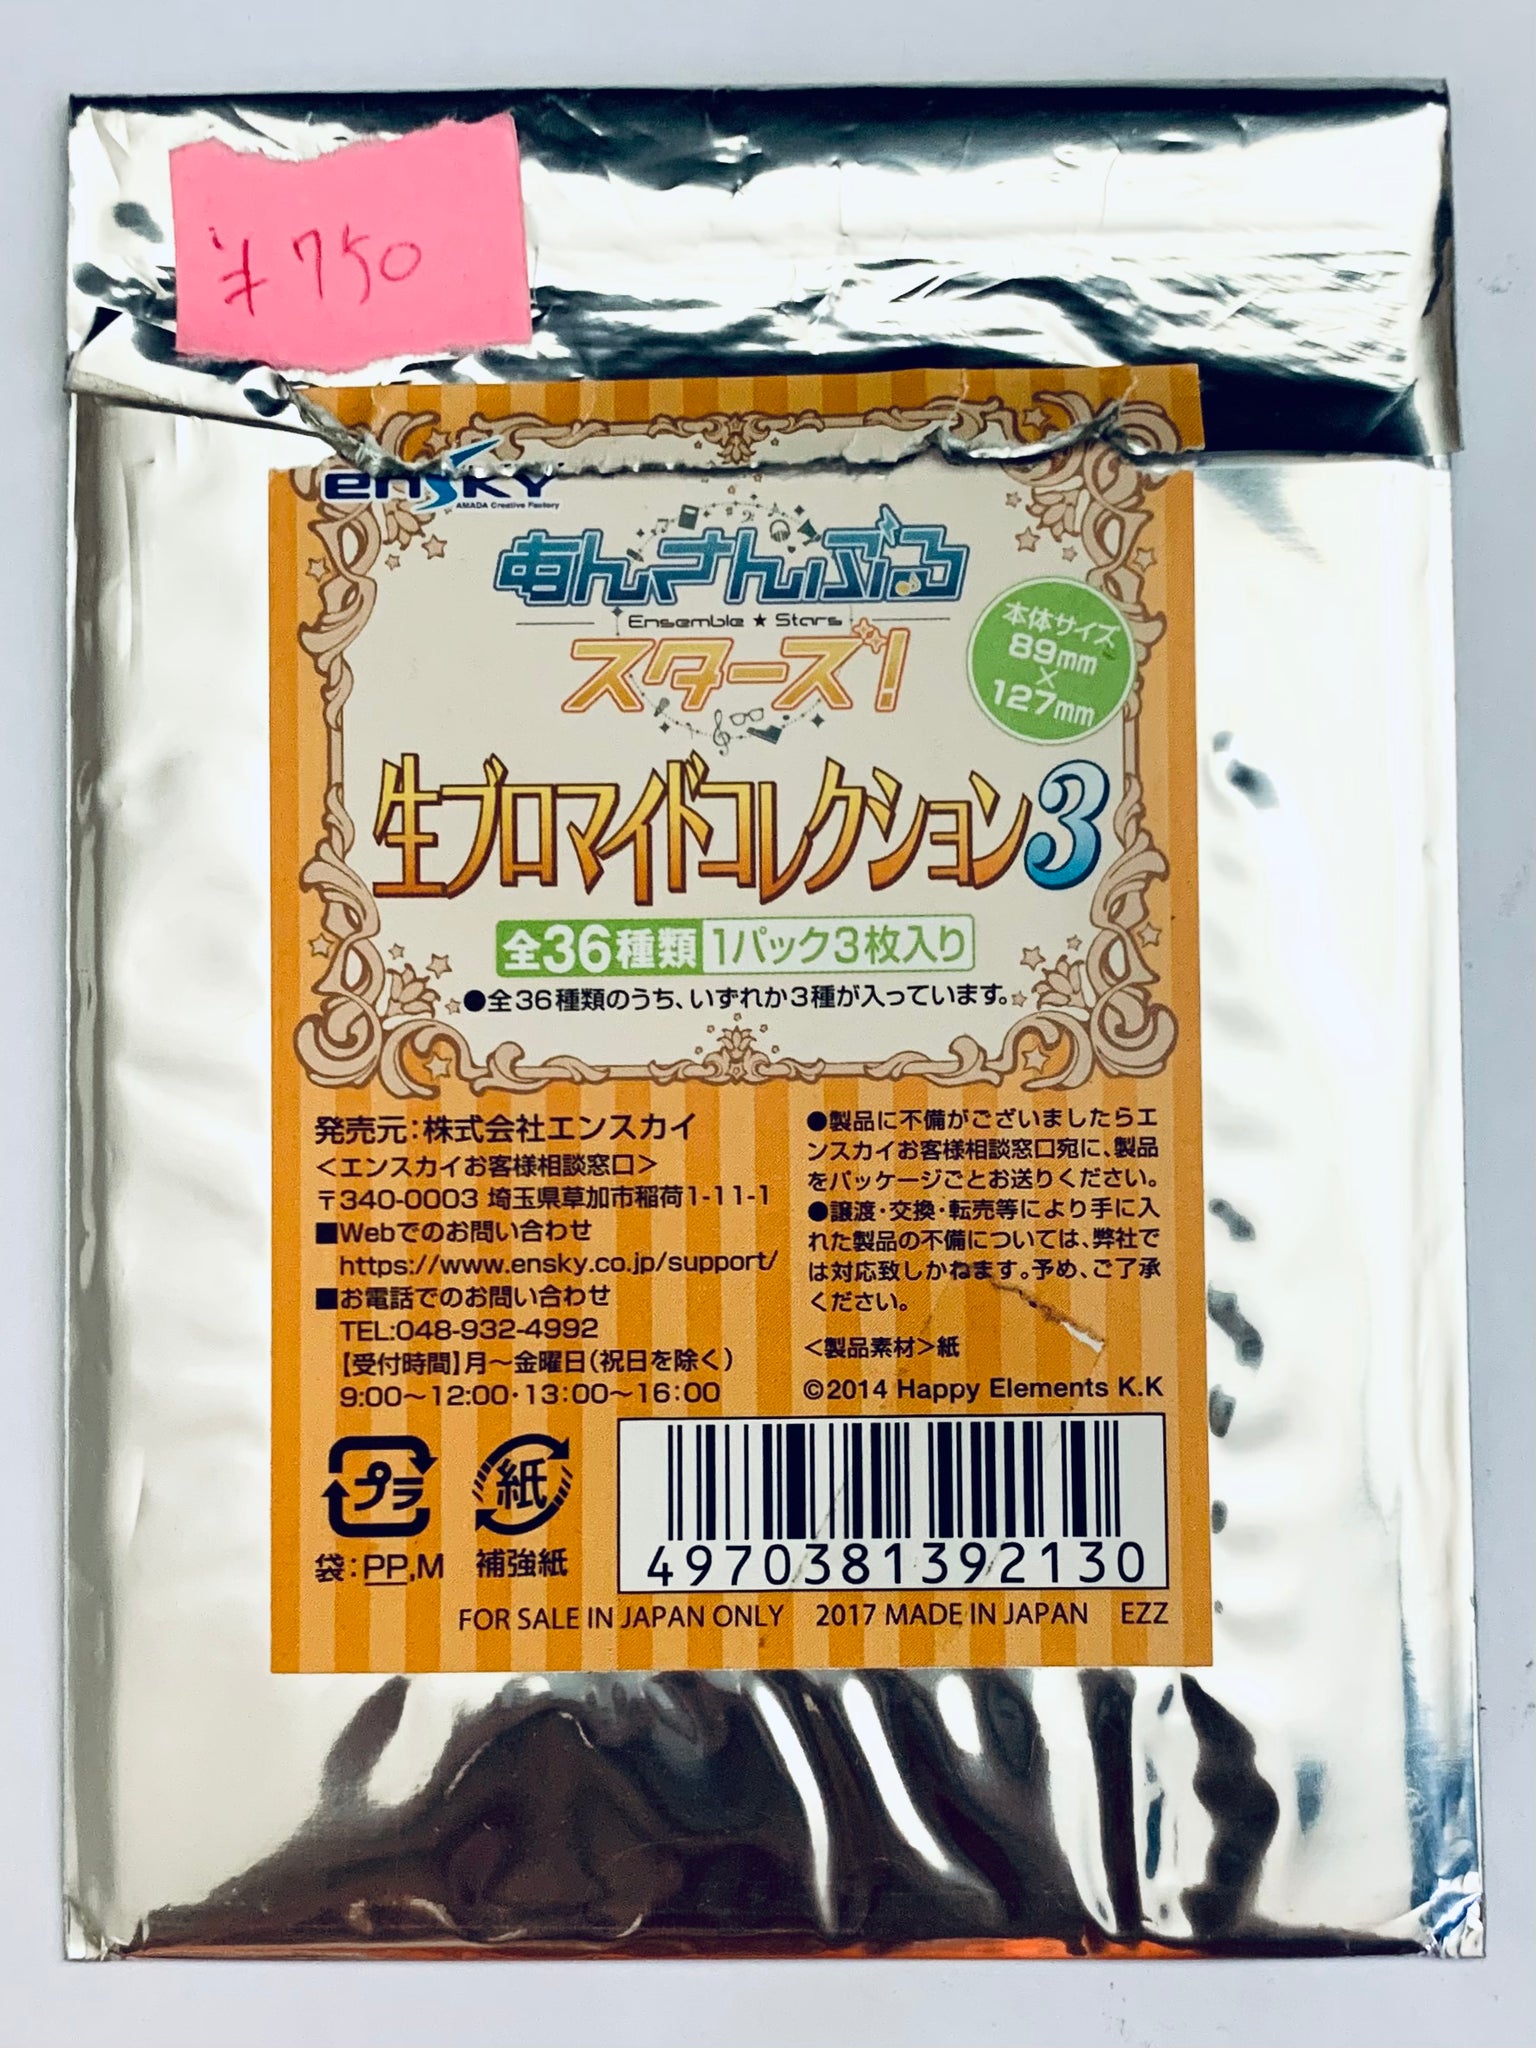 ¥750
ensky
AMADA Creative Factory
あんさんぶる
Ensemble ★ Stars
スターズ!
本体サイズ
89mm
×
127mm
生ブロマイドコレクション3
全36種類 1パック3枚入り
●全36種類のうち、いずれか3種が入っています。
発売元：株式会社エンスカイ
＜エンスカイお客様相談窓口＞
〒340-0003 埼玉県草加市稲荷1-11-1
■Webでのお問い合わせ
https://www.ensky.co.jp/support/
■お電話でのお問い合わせ
TEL:048-932-4992
【受付時間】月～金曜日（祝日を除く）
9:00～12:00・13:00～16:00
●製品に不備がございましたらエ
ンスカイお客様相談窓口宛に、製品
をパッケージごとお送りください。
●譲渡・交換・転売等により手に入
れた製品の不備については、弊社で
は対応致しかねます。予め、ご了承
ください。
＜製品素材＞紙
©2014 Happy Elements K.K
プラ
袋：PP,M
紙
補強紙
4970381392130
FOR SALE IN JAPAN ONLY 2017 MADE IN JAPAN EZZ